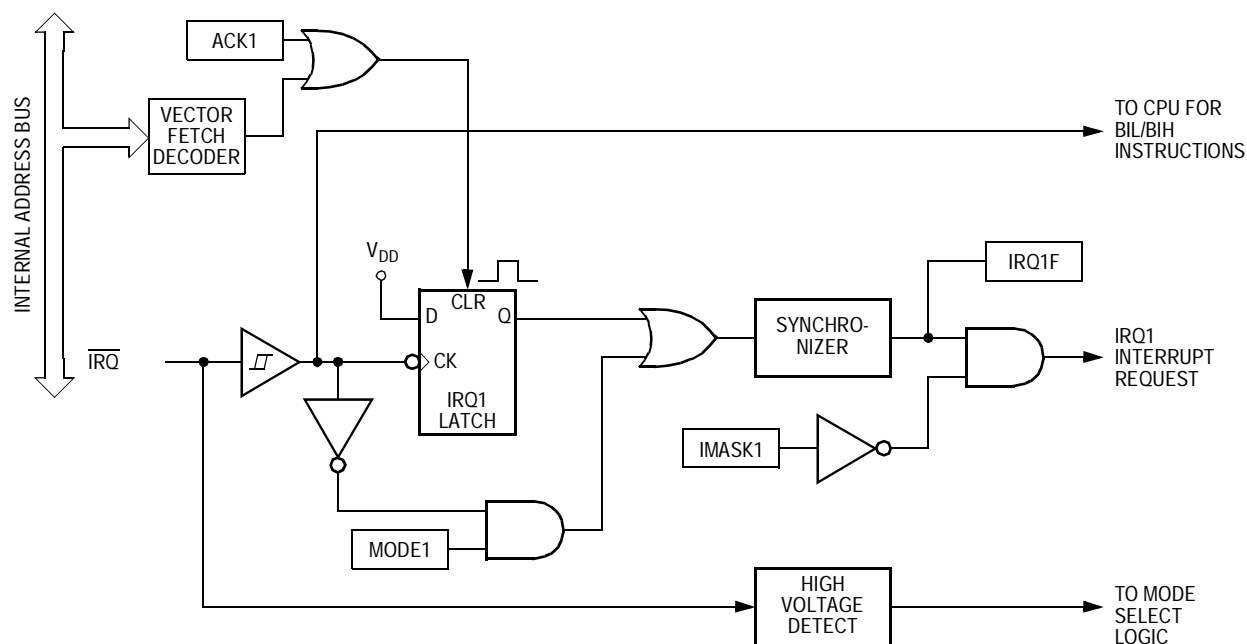 INTERNAL ADDRESS BUS
ACK1
VECTOR
FETCH
DECODER
TO CPU FOR
BIL/BIH
INSTRUCTIONS
VDD
CLR
D
Q
CK
IRQ1
LATCH
IRQ
SYNCHRO-
NIZER
IRQ1F
IRQ1
INTERRUPT
REQUEST
IMASK1
MODE1
HIGH
VOLTAGE
DETECT
TO MODE
SELECT
LOGIC